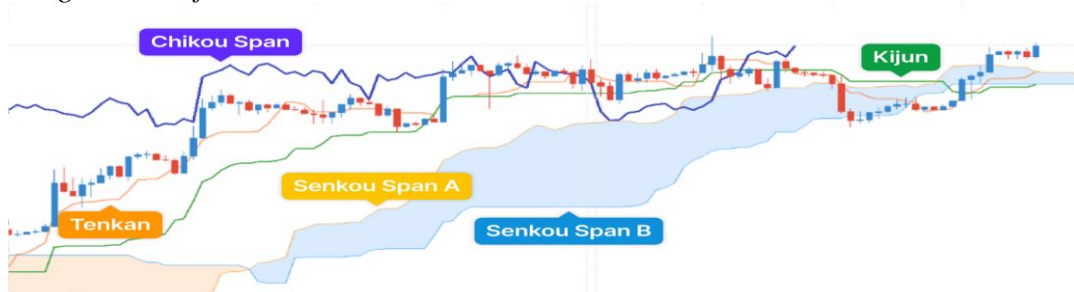 Chikou Span
Kijun
Senkou Span A
Tenkan
Senkou Span B